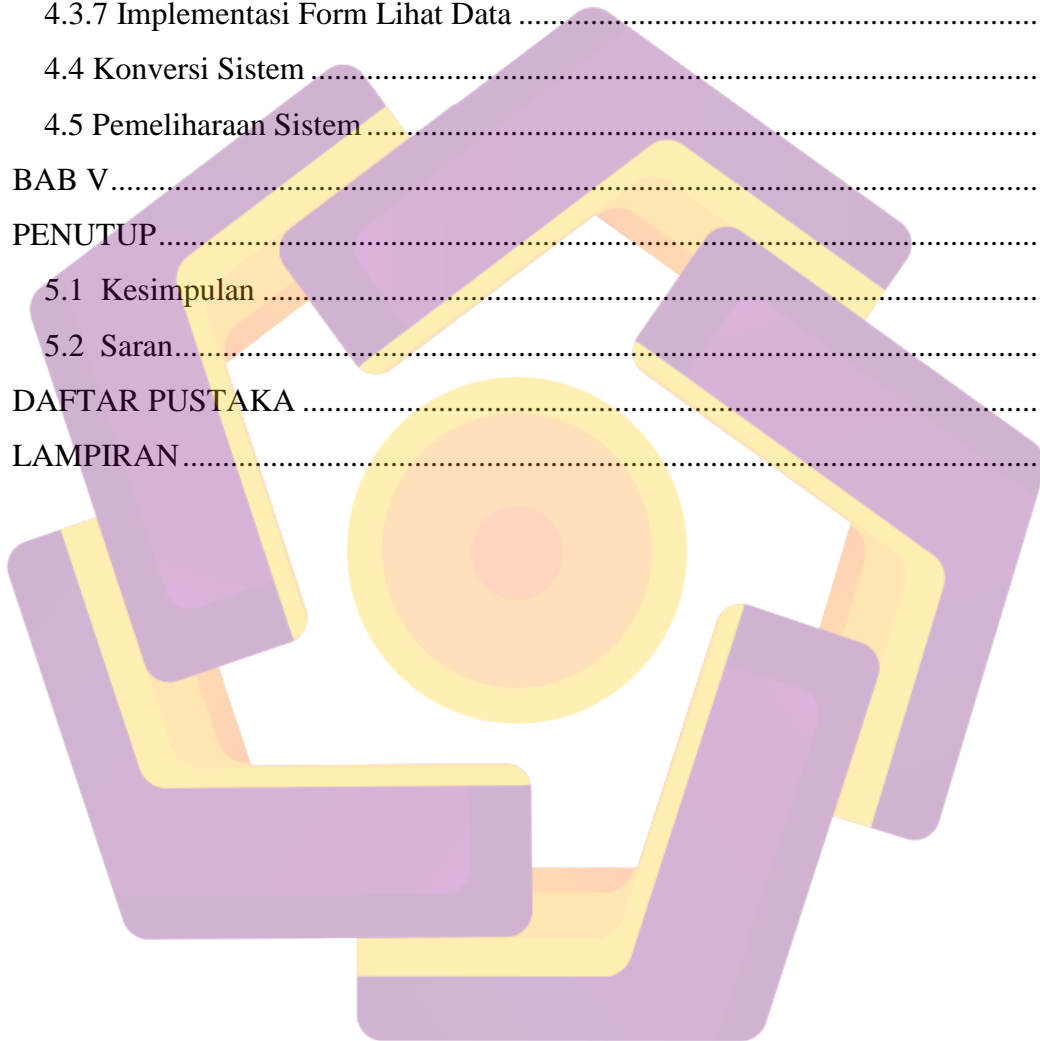 4.3.7 Implementasi Form Lihat Data ................................................................
4.4 Konversi Sistem ................................................................................
4.5 Pemeliharaan Sistem ........................................................................
BAB V ................................................................................................
PENUTUP ............................................................................................
5.1 Kesimpulan ......................................................................................
5.2 Saran ...............................................................................................
DAFTAR PUSTAKA ................................................................................
LAMPIRAN .........................................................................................